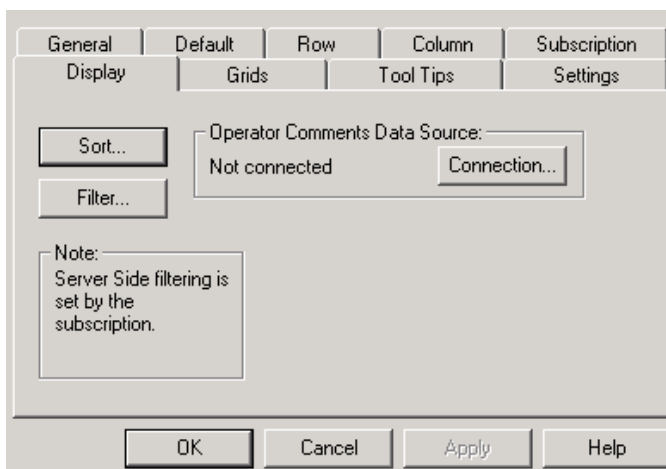 General Default Row Column Subscription
Display Grids Tool Tips Settings
Sort...
Filter...
Operator Comments Data Source:
Not connected Connection...
Note:
Server Side filtering is
set by the
subscription.
OK Cancel Apply Help